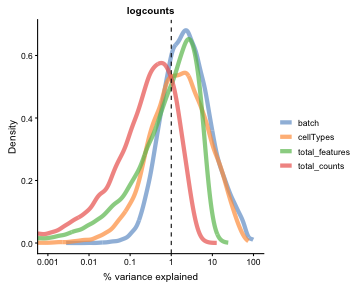 logcounts
Density
0.6
0.4
0.2
0.0
0.001
0.01
0.1
1
10
100
% variance explained
batch
cellTypes
total_features
total_counts